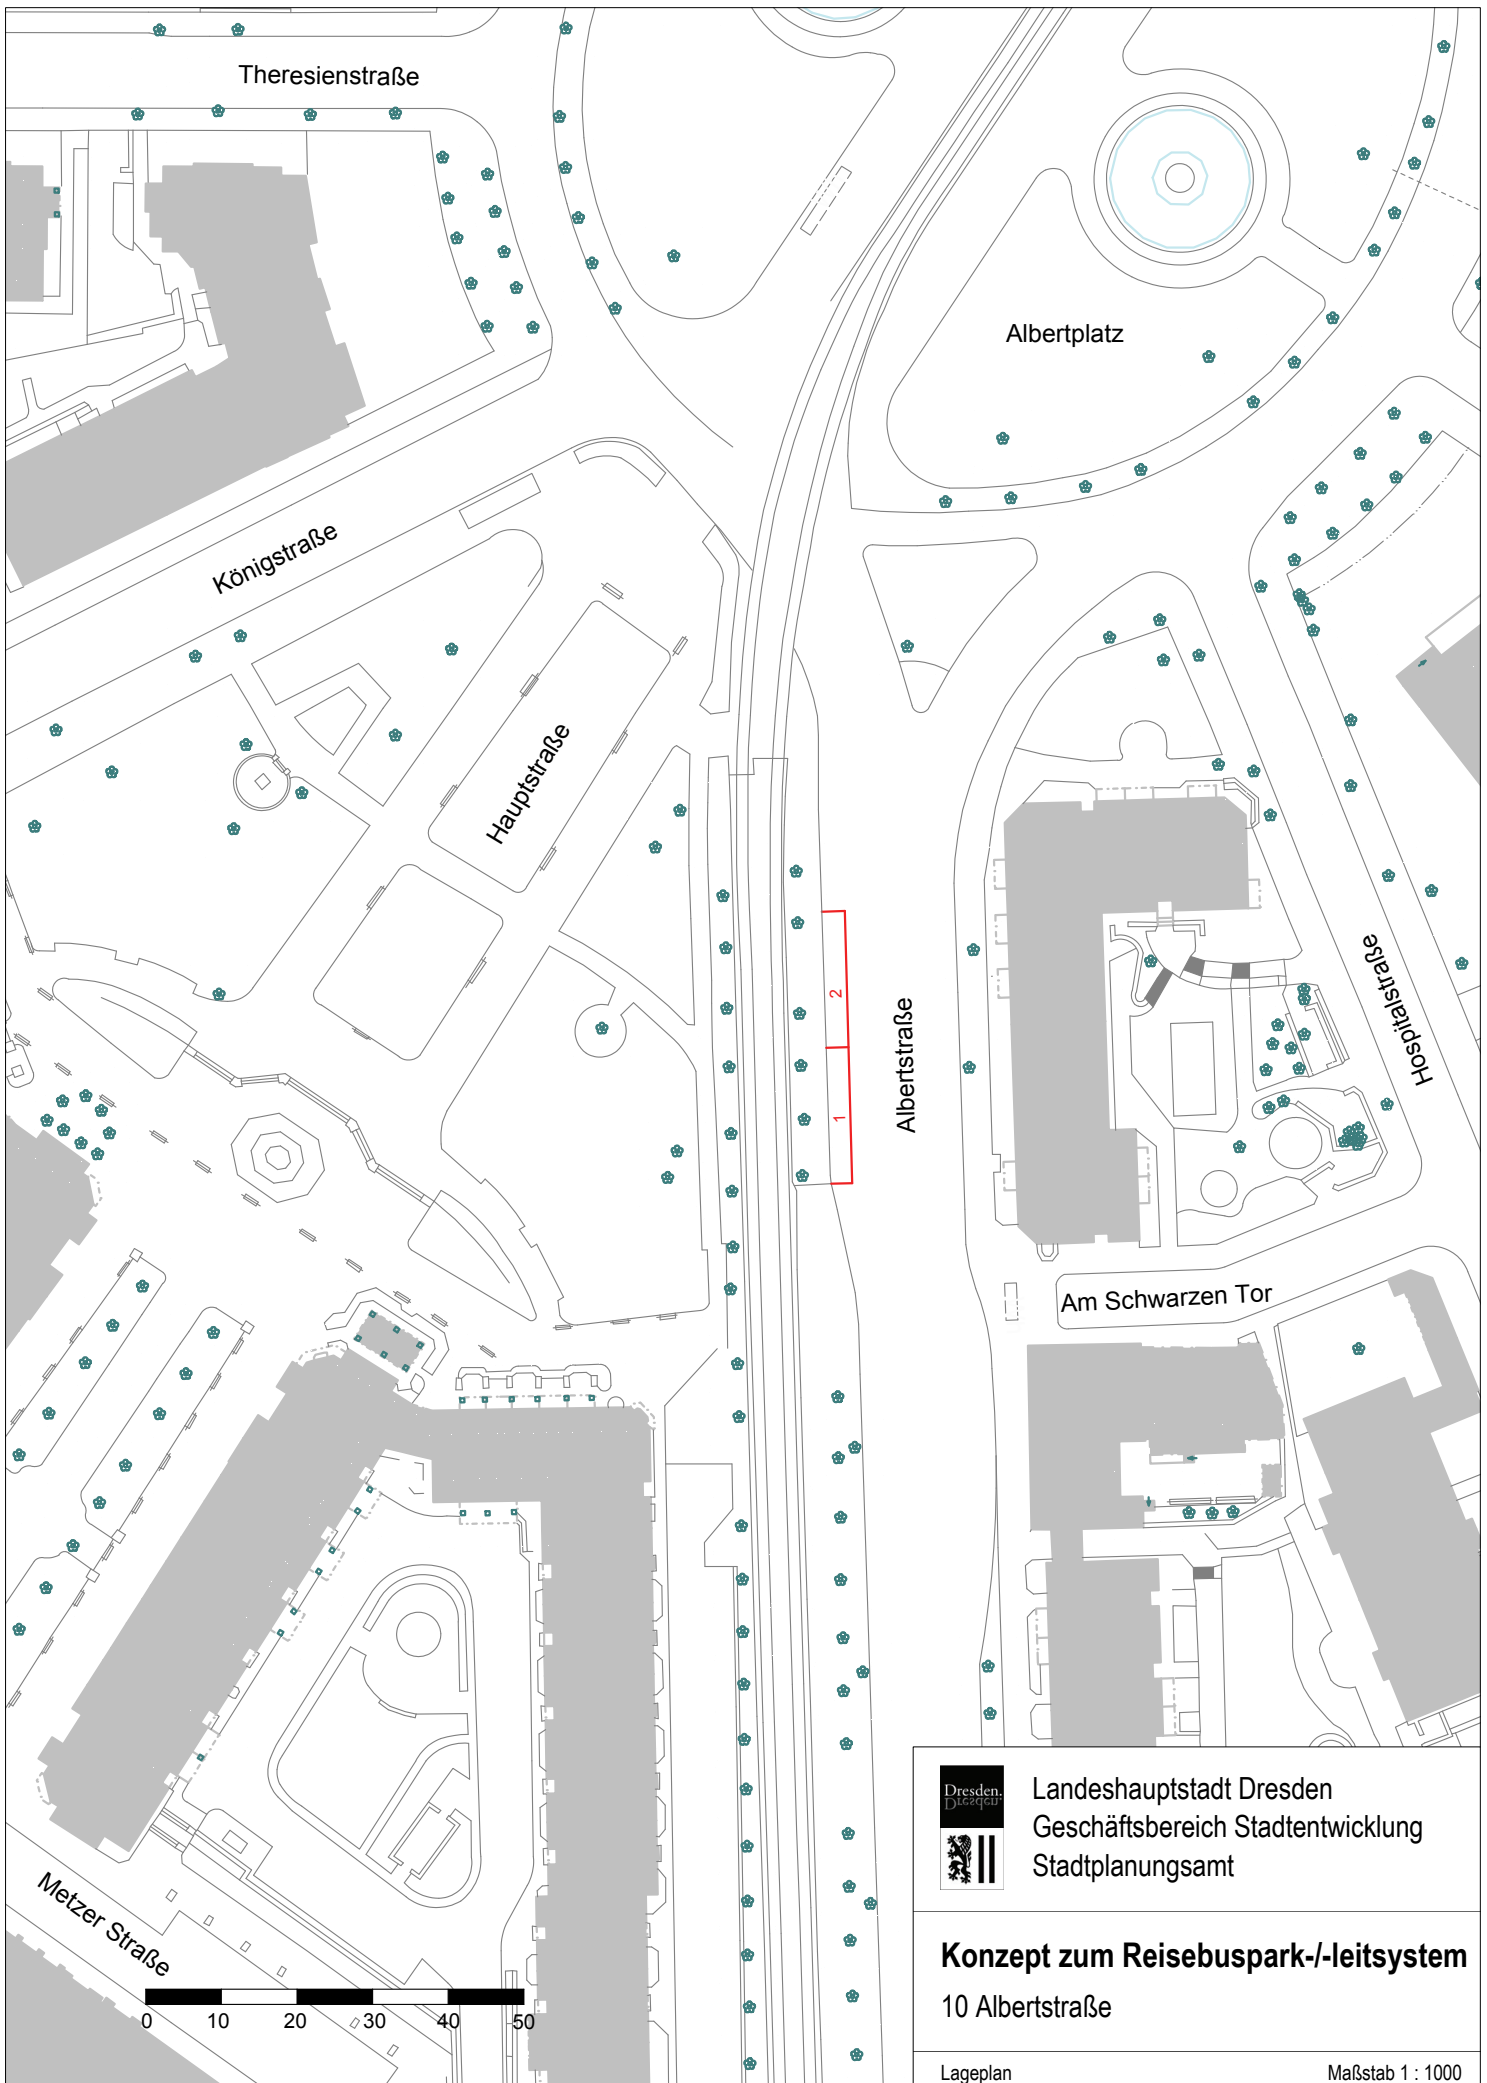 Theresienstraße
Albertplatz
Königstraße
Hauptstraße
2
1
Albertstraße
Hospitalstraße
Am Schwarzen Tor
Metzer Straße
0 10 20 30 40 50
Dresden.
Dresden.
Landeshauptstadt Dresden
Geschäftsbereich Stadtentwicklung
Stadtplanungsamt
Konzept zum Reisebuspark-/-leitsystem
10 Albertstraße
Lageplan Maßstab 1 : 1000